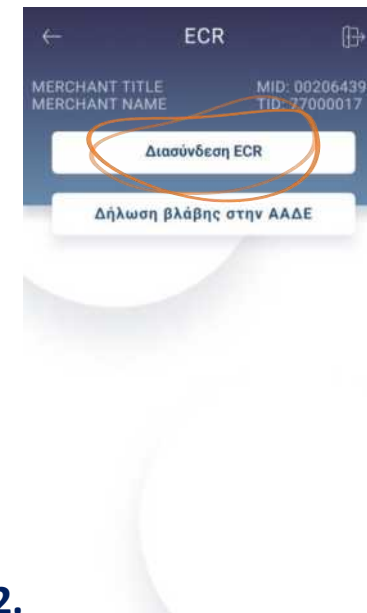 ECR
MERCHANT TITLE MID: 00206439
MERCHANT NAME TID: 77000017
Διασύνδεση ECR
Δήλωση βλάβης στην ΑΑΔΕ
2.